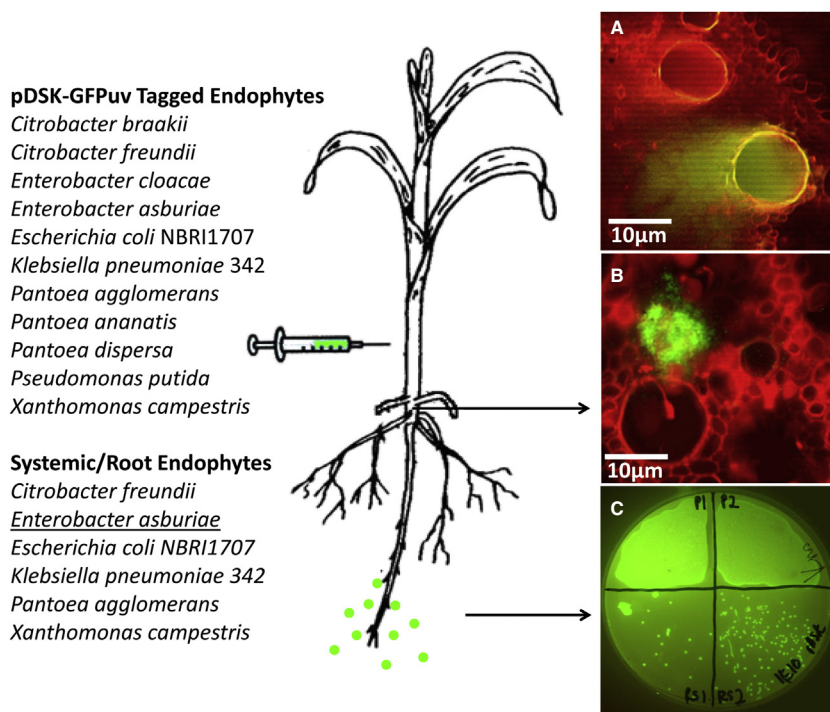 pDSK-GFPuv Tagged Endophytes
Citrobacter braakii
Citrobacter freundii
Enterobacter cloacae
Enterobacter asburiae
Escherichia coli NBRI1707
Klebsiella pneumoniae 342
Pantoea agglomerans
Pantoea ananatis
Pantoea dispersa
Pseudomonas putida
Xanthomonas campestris
Systemic/Root Endophytes
Citrobacter freundii
Enterobacter asburiae
Escherichia coli NBRI1707
Klebsiella pneumoniae 342
Pantoea agglomerans
Xanthomonas campestris
A
10µm
B
10µm
C
P1 P2
RS1 RS2
1E10 pDSK